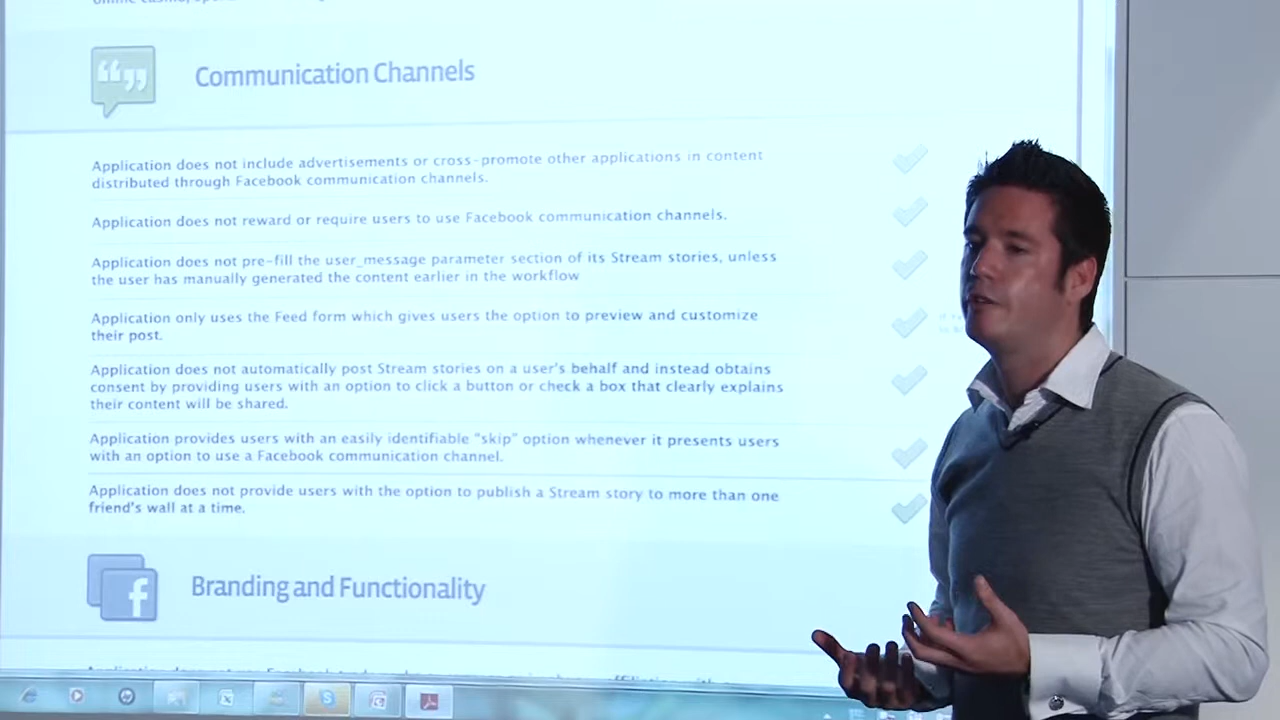 Communication Channels
Application does not include advertisements or cross-promote other applications in content
distributed through Facebook communication channels.
Application does not reward or require users to use Facebook communication channels.
Application does not pre-fill the user_message parameter section of its Stream stories, unless
the user has manually generated the content earlier in the workflow
Application only uses the Feed form which gives users the option to preview and customize
their post.
Application does not automatically post Stream stories on a user's behalf and instead obtains
consent by providing users with an option to click a button or check a box that clearly explains
their content will be shared.
Application provides users with an easily identifiable "skip" option whenever it presents users
with an option to use a Facebook communication channel.
Application does not provide users with the option to publish a Stream story to more than one
friend's wall at a time.
f
Branding and Functionality